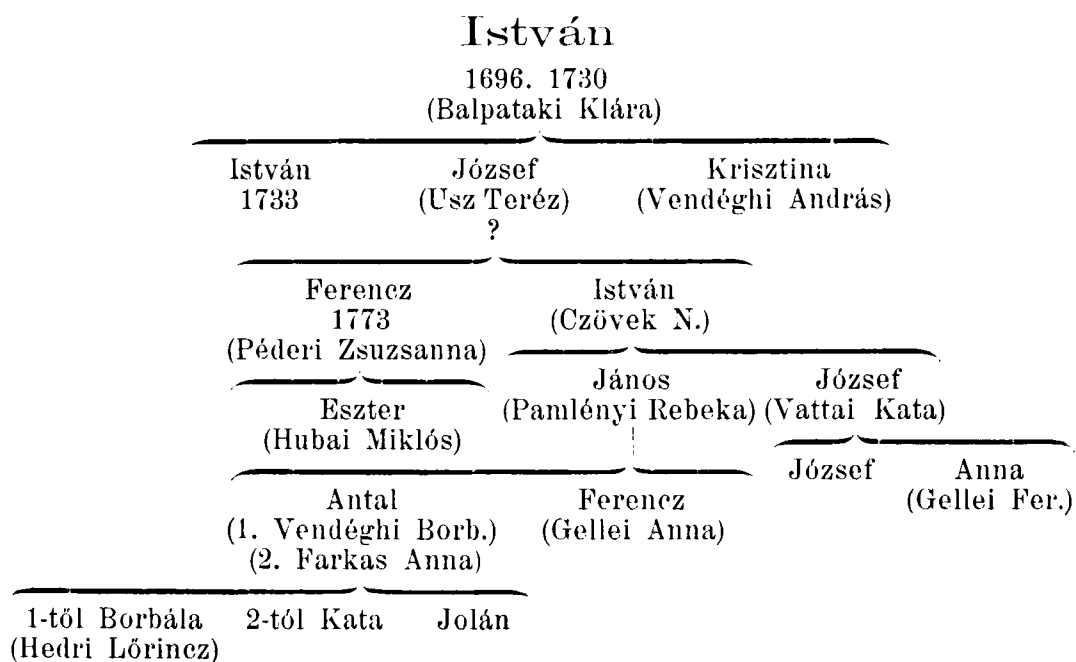 István
1696. 1730
(Balpataki Klára)
István József Krisztina
1733 (Usz Teréz) (Vendéghi András)
?
Ferencz István
1773 (Czövek N.)
(Péderi Zsuzsanna)
János József
Eszter (Pamlényi Rebeka) (Vattai Kata)
(Hubai Miklós)
József Anna
Antal Ferencz (Gellei Fer.)
(1. Vendéghi Borb.) (Gellei Anna)
(2. Farkas Anna)
1-től Borbála 2-tól Kata Jolán
(Hedri Lőrincz)